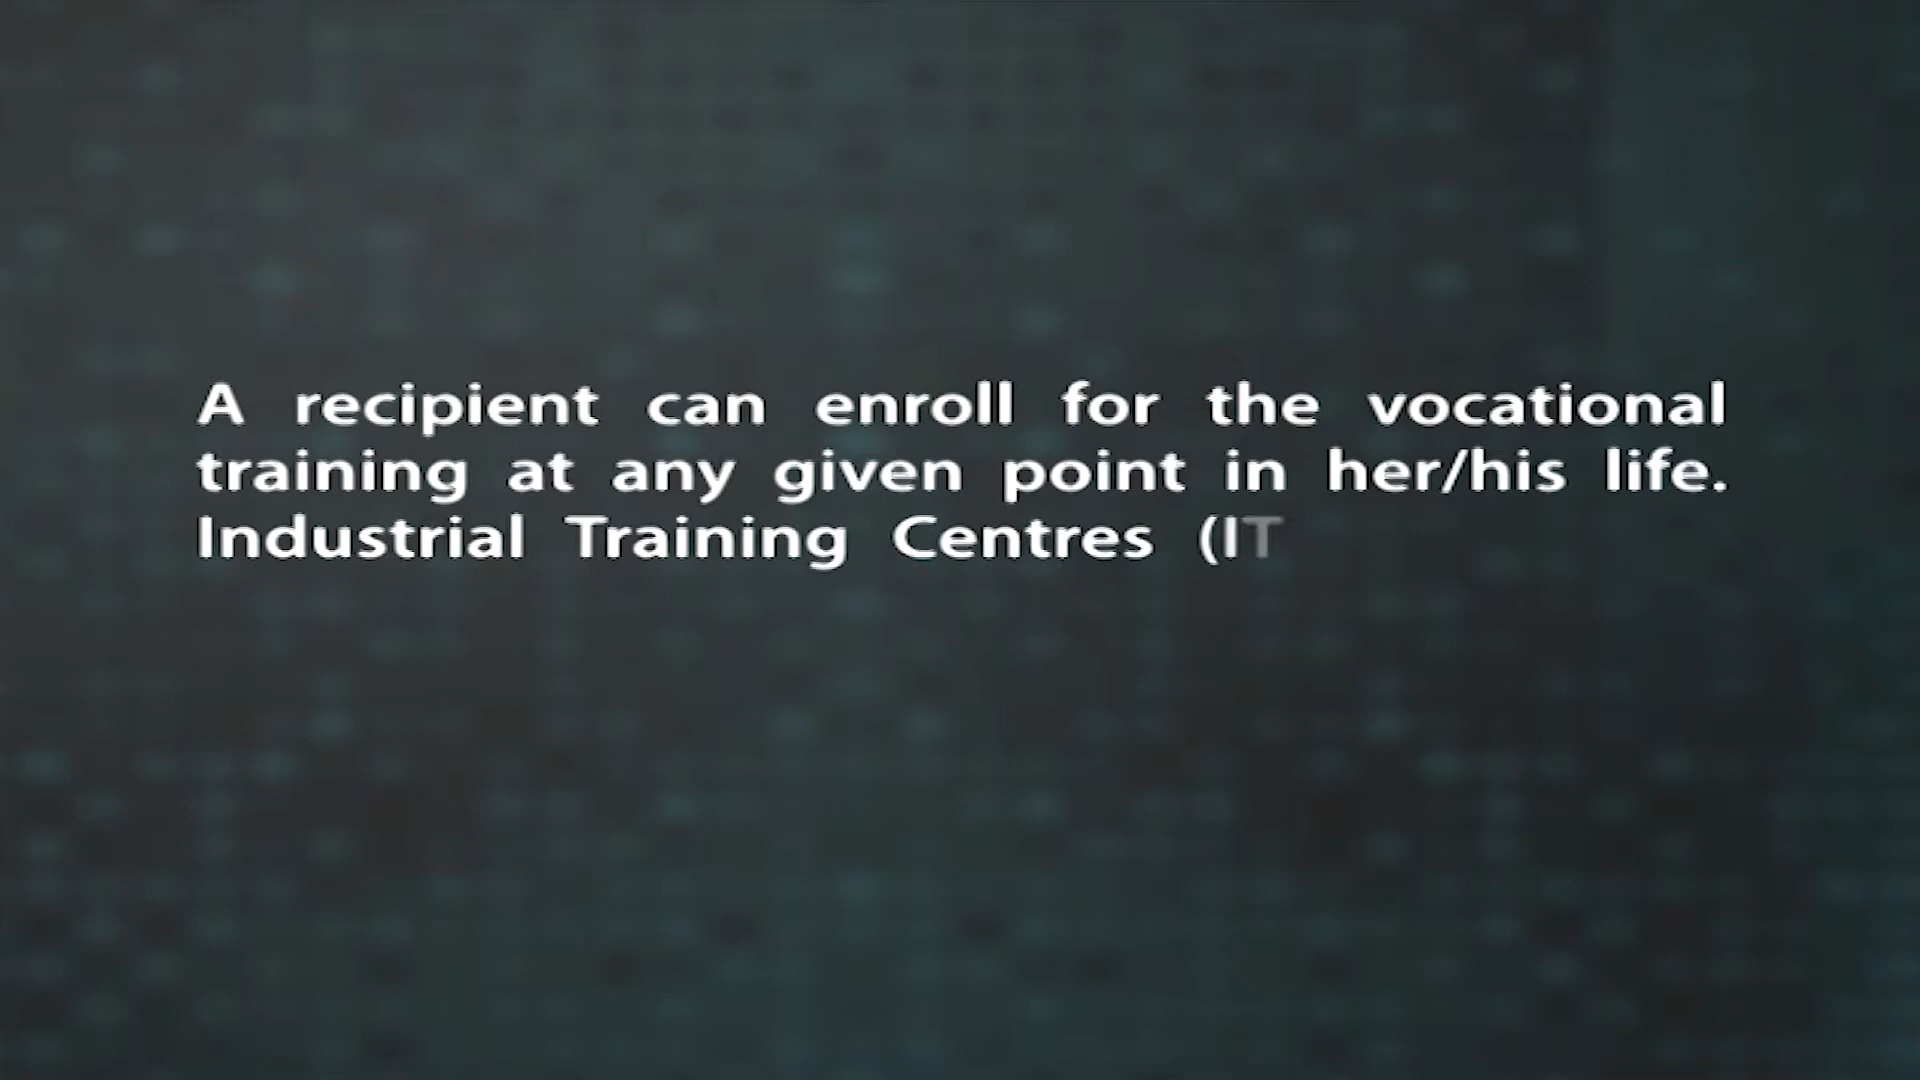 A recipient can enroll for the vocational
training at any given point in her/his life.
Industrial Training Centres (IT